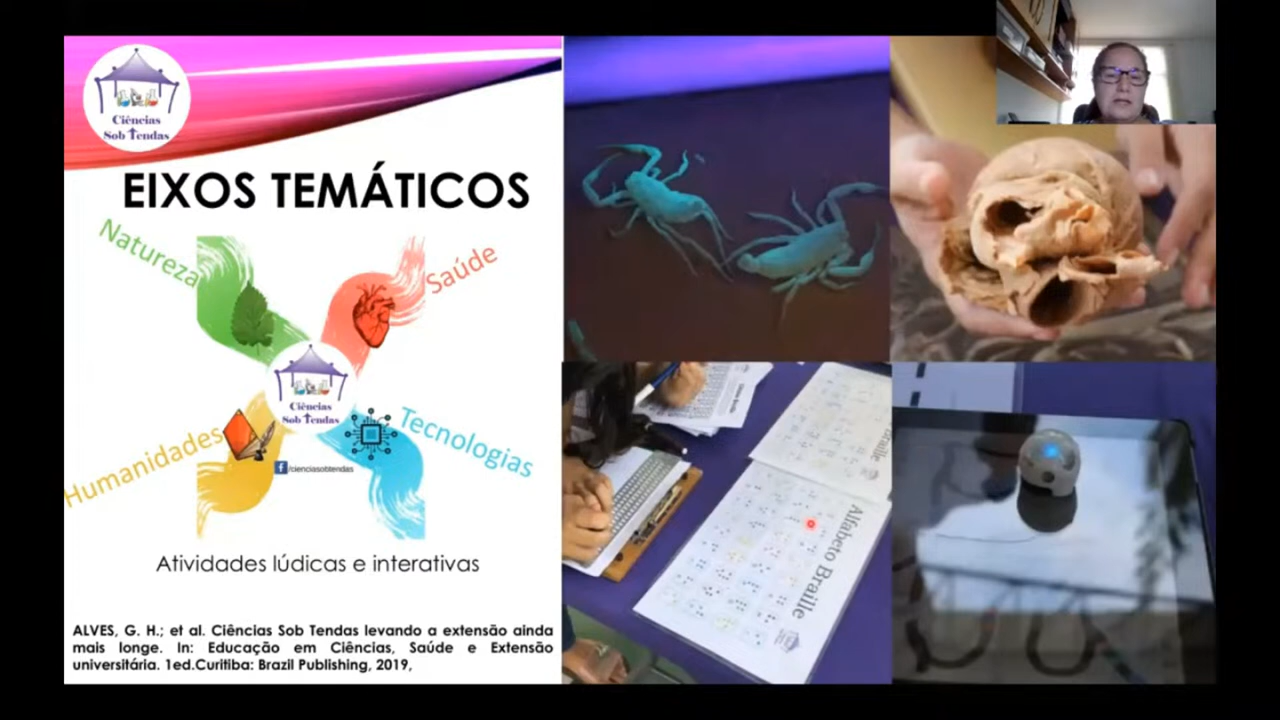 Ciências
Sob Tendas
EIXOS TEMÁTICOS
Natureza
Saúde
Ciências
Sob Tendas
Humanidades
Tecnologias
/cienciasobtendas
Atividades lúdicas e interativas
ALVES, G. H.; et al. Ciências Sob Tendas levando a extensão ainda
mais longe. In: Educação em Ciências, Saúde e Extensão
universitária. 1ed.Curitiba: Brazil Publishing, 2019,
Braille
Alfabeto Braille